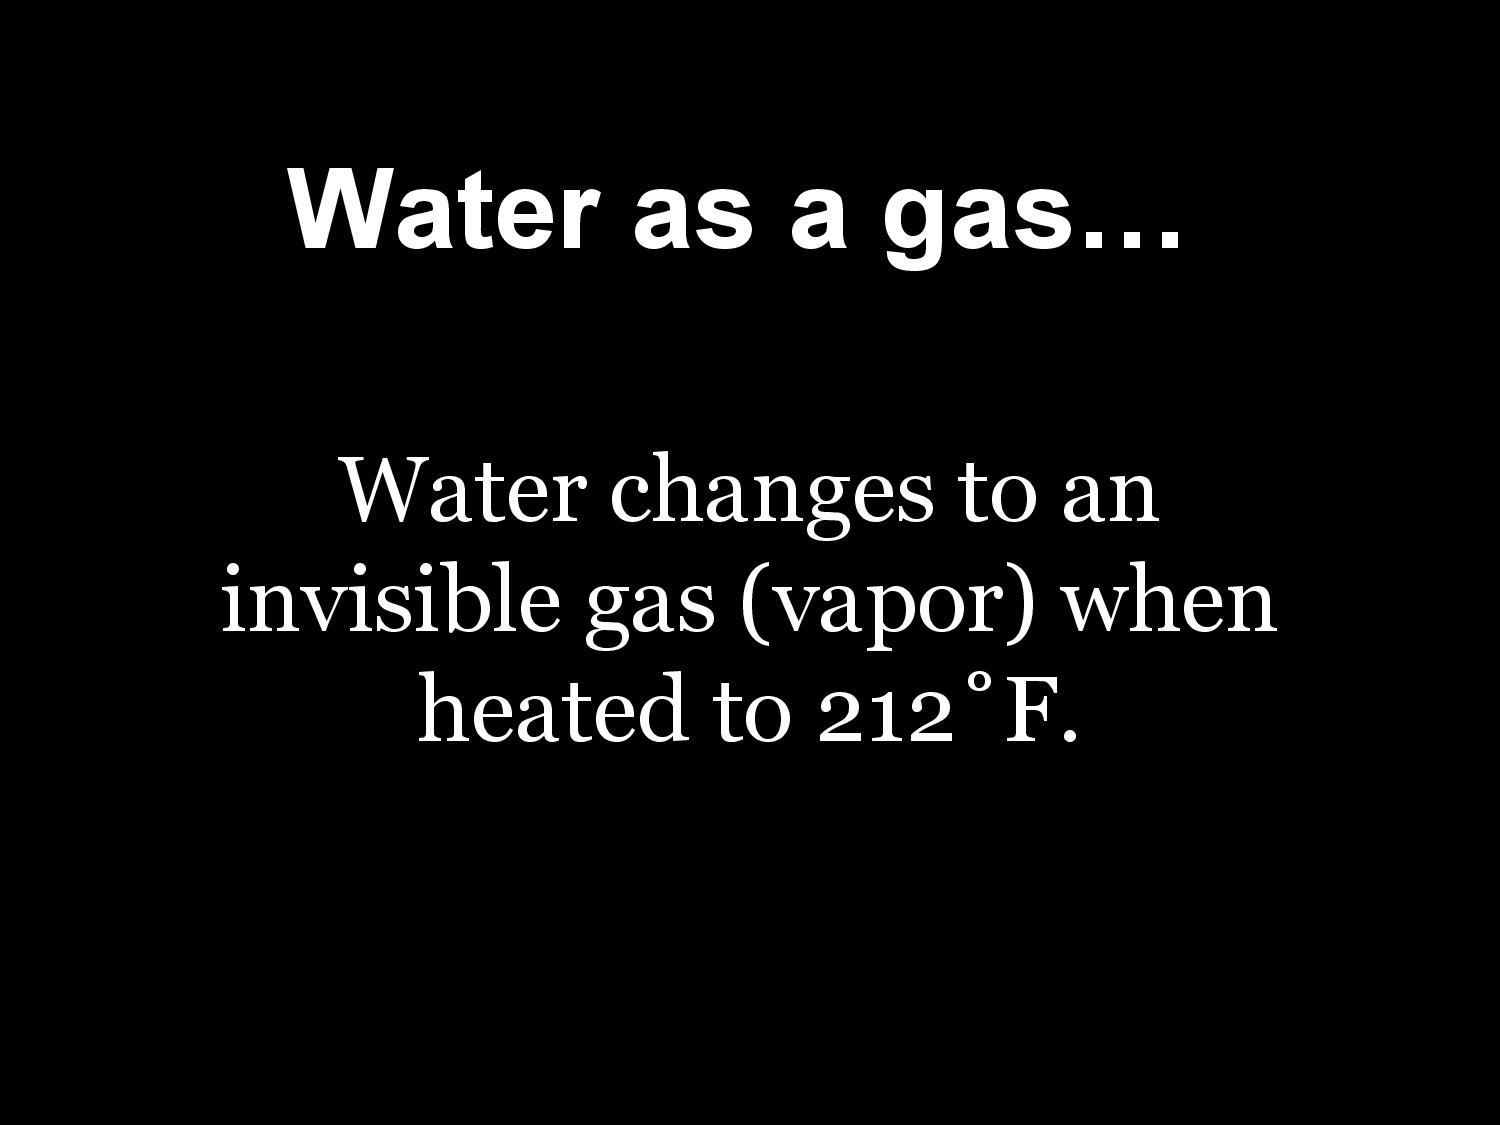 Water as a gas…
Water changes to an
invisible gas (vapor) when
heated to 212˚F.